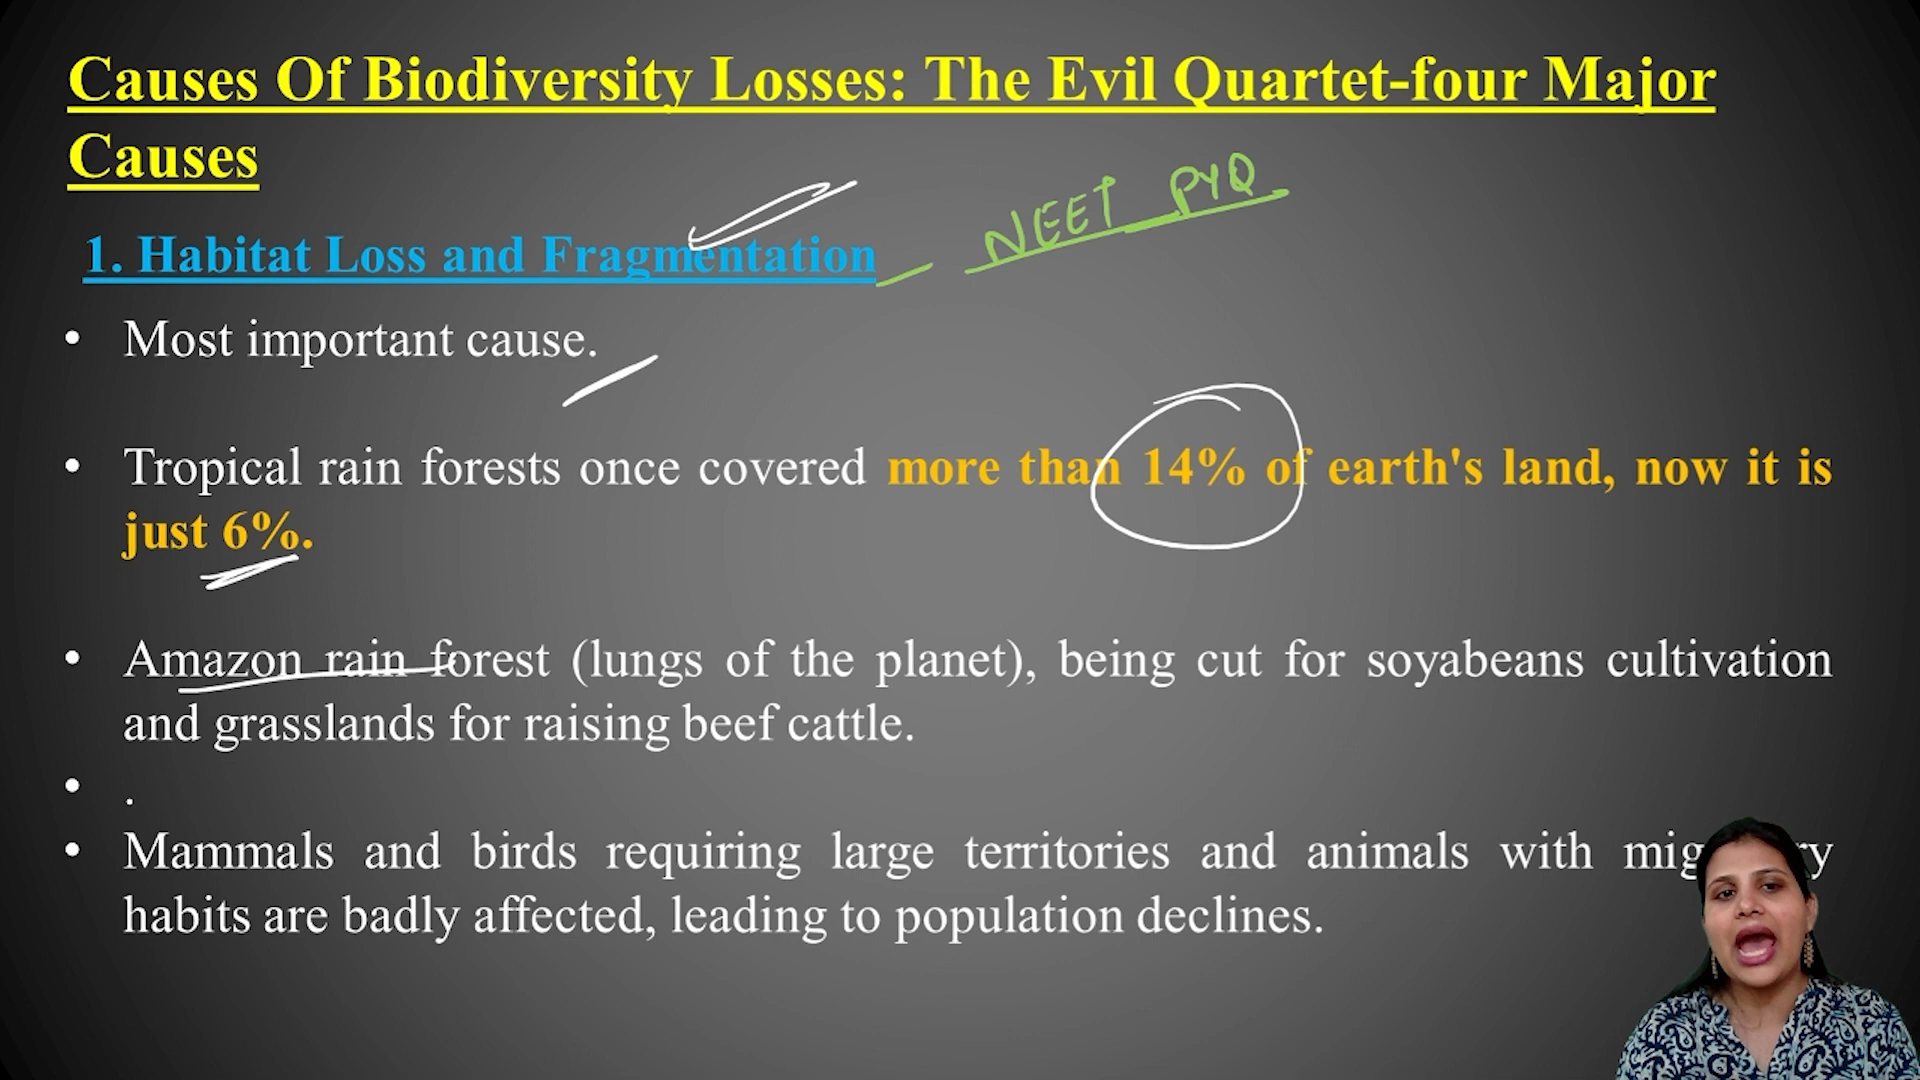 Causes Of Biodiversity Losses: The Evil Quartet-four Major
Causes
NEET PYQ
1. Habitat Loss and Fragmentation
• Most important cause.
• Tropical rain forests once covered more than 14% of earth's land, now it is
just 6%.
• Amazon rain forest (lungs of the planet), being cut for soyabeans cultivation
and grasslands for raising beef cattle.
• .
• Mammals and birds requiring large territories and animals with
habits are badly affected, leading to population declines.